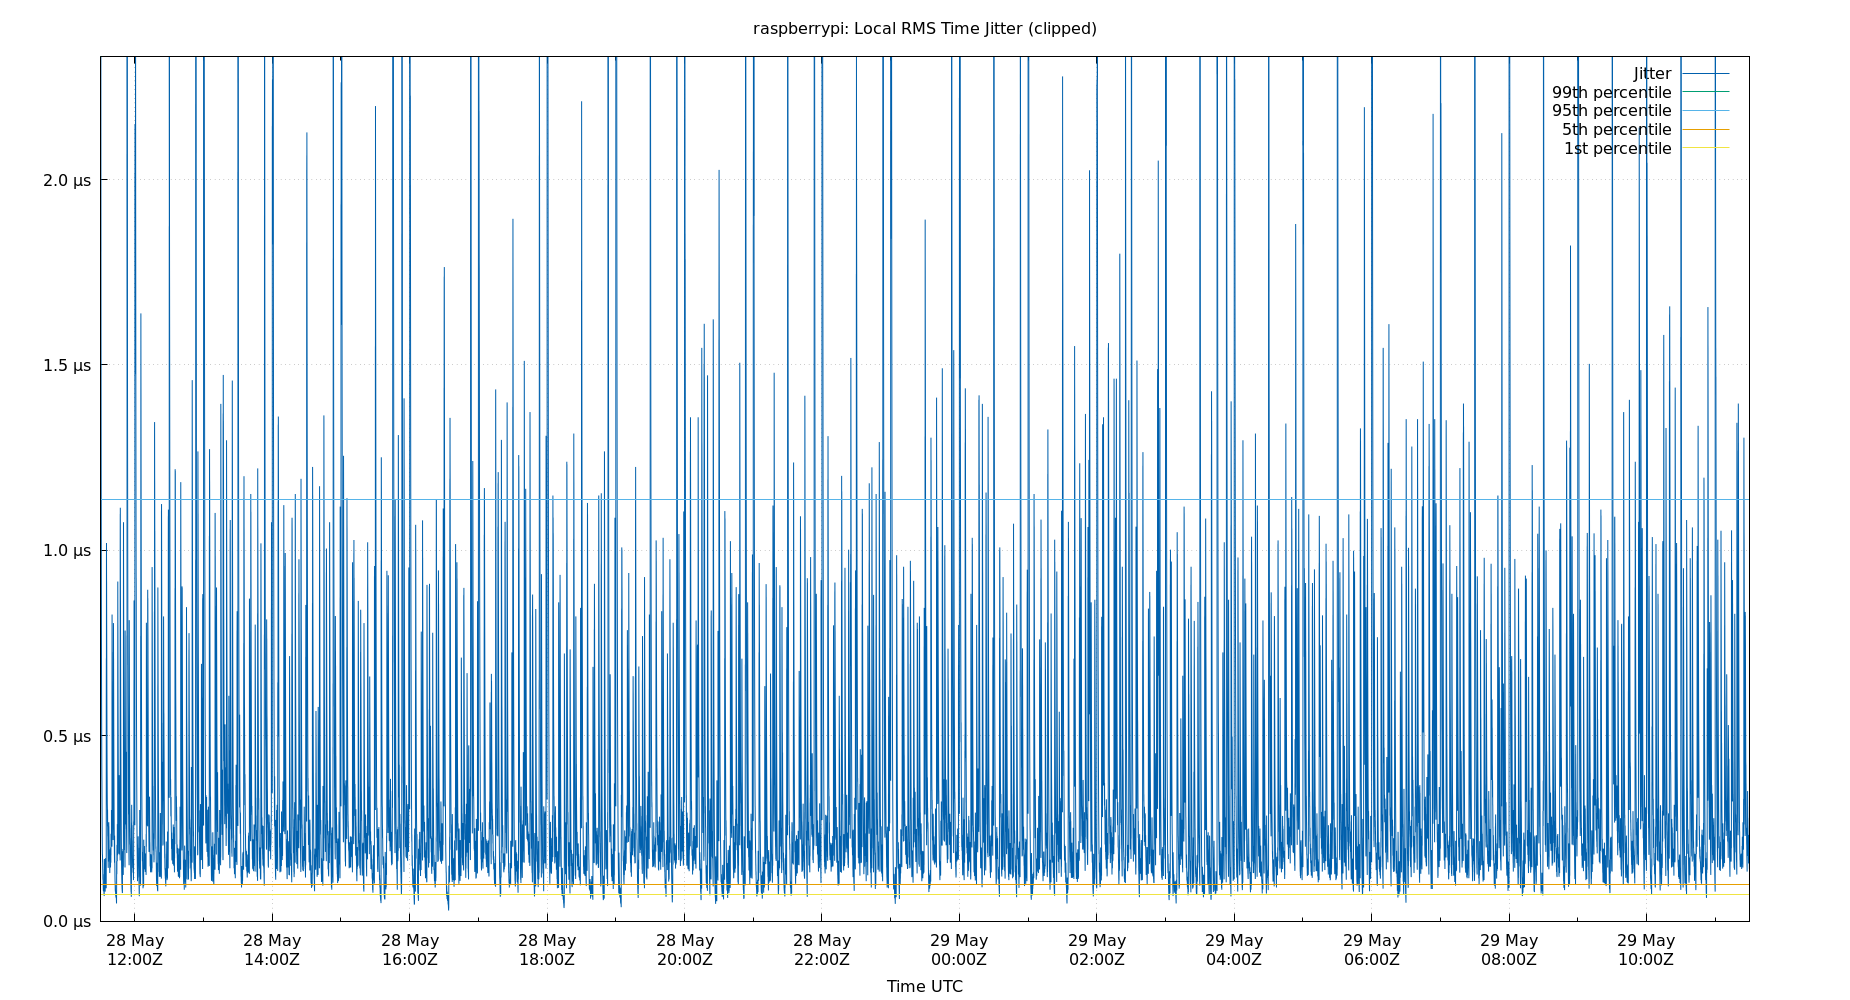 raspberrypi: Local RMS Time Jitter (clipped)
Jitter
99th percentile
95th percentile
5th percentile
1st percentile
2.0 µs
1.5 µs
1.0 µs
0.5 µs
0.0 µs
28 May 28 May 28 May 28 May 28 May 28 May 29 May 29 May 29 May 29 May 29 May 29 May
12:00Z 14:00Z 16:00Z 18:00Z 20:00Z 22:00Z 00:00Z 02:00Z 04:00Z 06:00Z 08:00Z 10:00Z
Time UTC